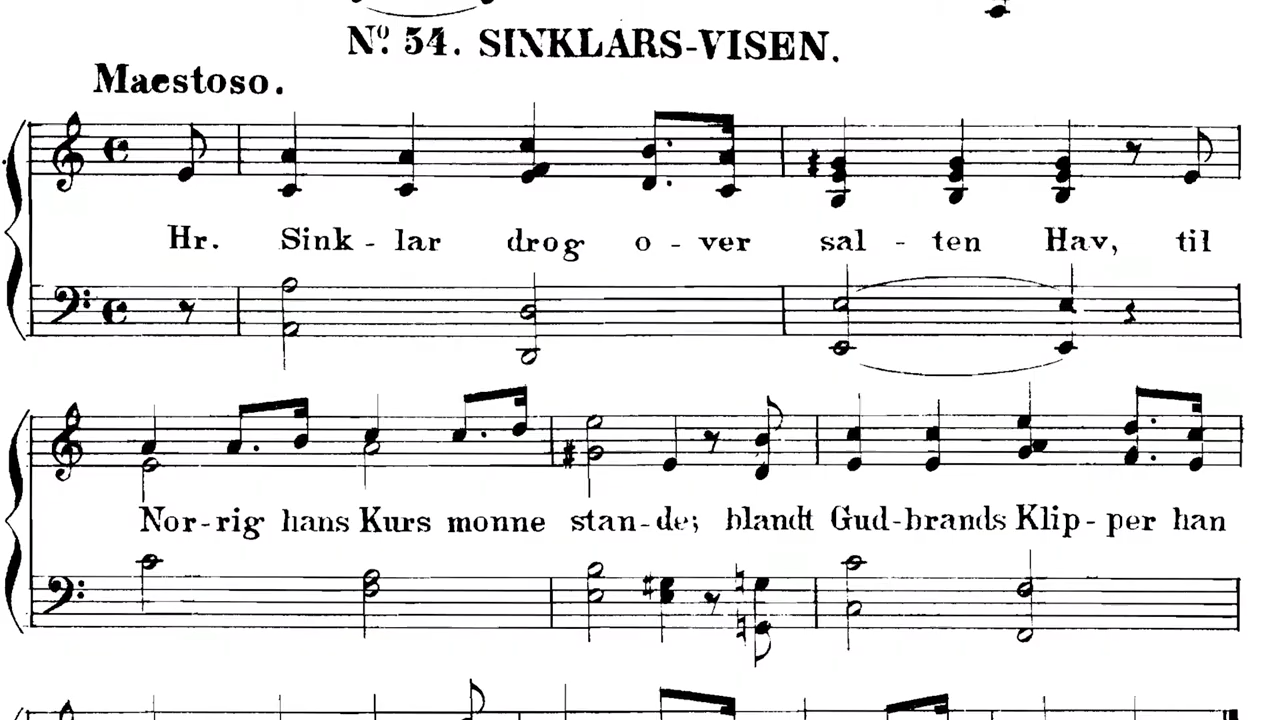 Nº 54. SINKLARS-VISEN.
Maestoso.
Hr. Sink - lar drog o - ver sal - ten Hav, til
Nor-rig hans Kurs monne stan-de; blandt Gud-brands Klip-per han